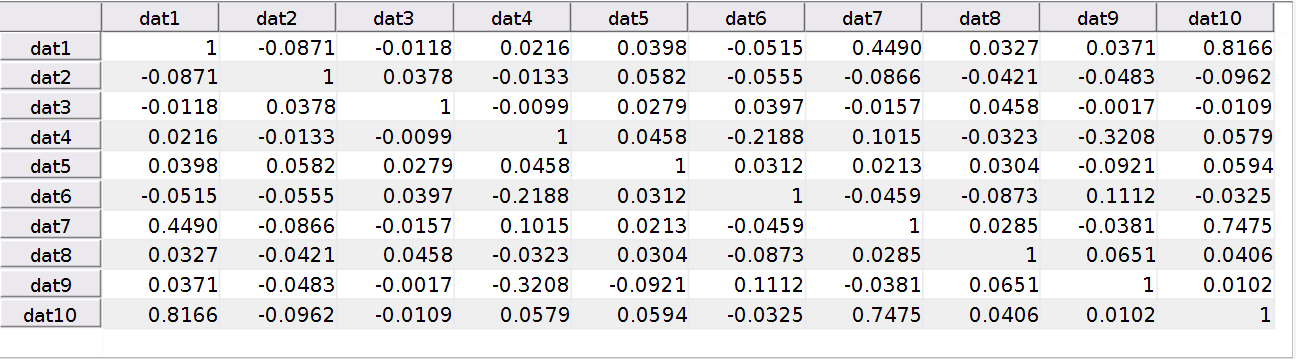 dat1 dat2 dat3 dat4 dat5 dat6 dat7 dat8 dat9 dat10
dat1 1 -0.0871 -0.0118 0.0216 0.0398 -0.0515 0.4490 0.0327 0.0371 0.8166
dat2 -0.0871 1 0.0378 -0.0133 0.0582 -0.0555 -0.0866 -0.0421 -0.0483 -0.0962
dat3 -0.0118 0.0378 1 -0.0099 0.0279 0.0397 -0.0157 0.0458 -0.0017 -0.0109
dat4 0.0216 -0.0133 -0.0099 1 0.0458 -0.2188 0.1015 -0.0323 -0.3208 0.0579
dat5 0.0398 0.0582 0.0279 0.0458 1 0.0312 0.0213 0.0304 -0.0921 0.0594
dat6 -0.0515 -0.0555 0.0397 -0.2188 0.0312 1 -0.0459 -0.0873 0.1112 -0.0325
dat7 0.4490 -0.0866 -0.0157 0.1015 0.0213 -0.0459 1 0.0285 -0.0381 0.7475
dat8 0.0327 -0.0421 0.0458 -0.0323 0.0304 -0.0873 0.0285 1 0.0651 0.0406
dat9 0.0371 -0.0483 -0.0017 -0.3208 -0.0921 0.1112 -0.0381 0.0651 1 0.0102
dat10 0.8166 -0.0962 -0.0109 0.0579 0.0594 -0.0325 0.7475 0.0406 0.0102 1